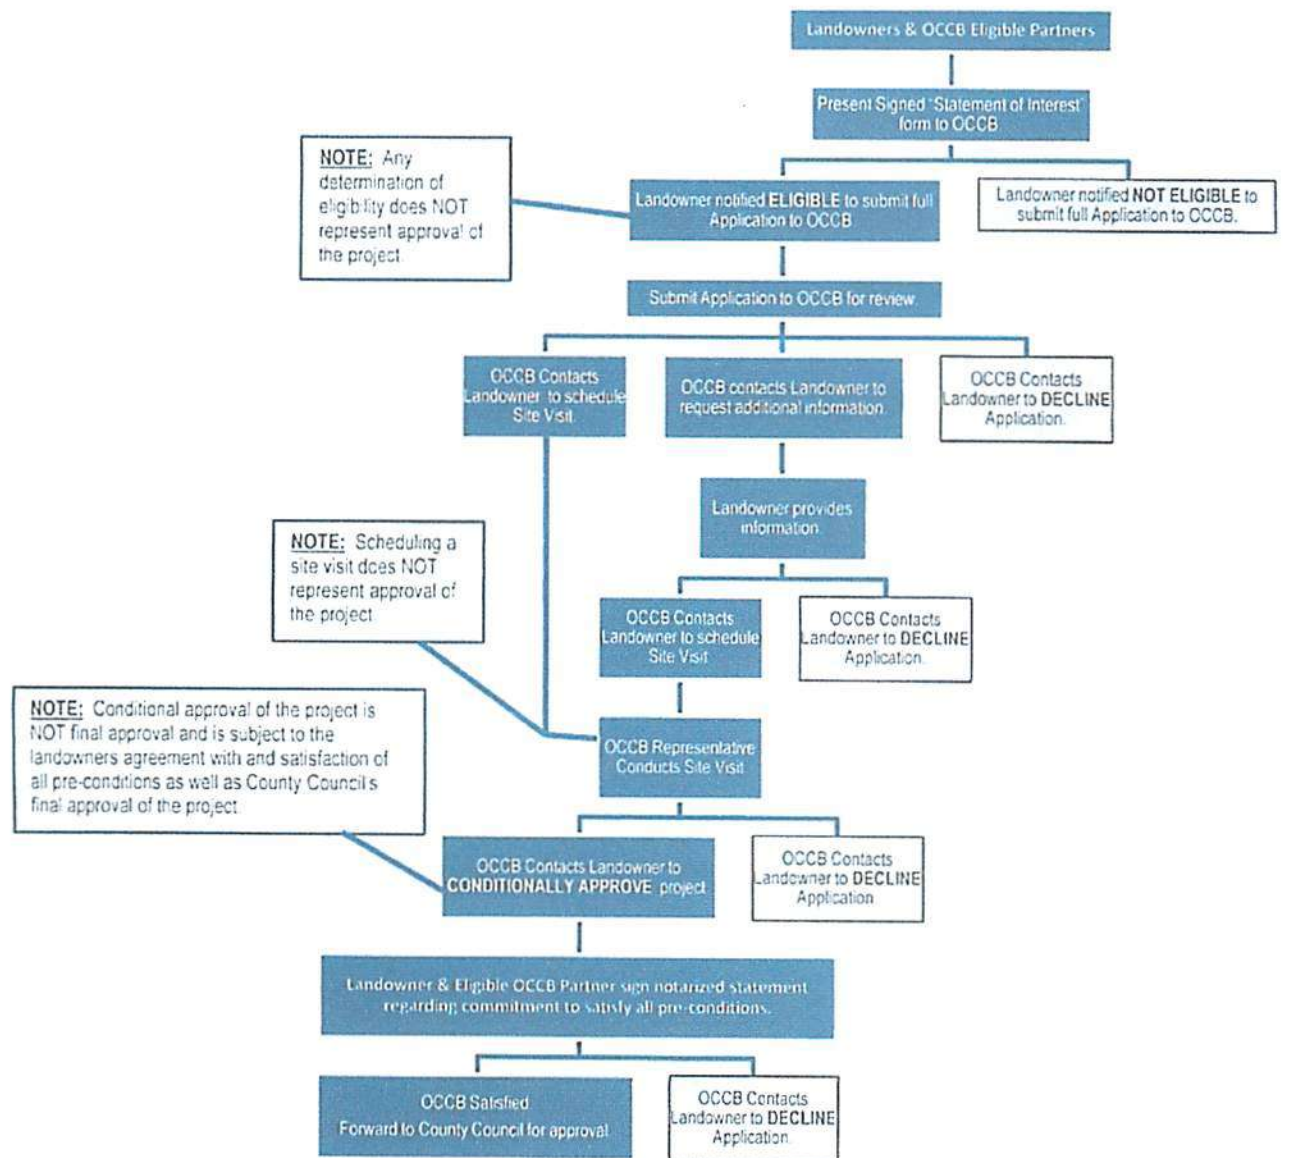 Landowners & OCCB Eligible Partners
Present Signed "Statement of Interest"
form to OCCB
NOTE: Any
determination of
eligibility does NOT
represent approval of
the project.
Landowner notified ELIGIBLE to submit full
Application to OCCB
Landowner notified NOT ELIGIBLE to
submit full Application to OCCB.
Submit Application to OCCB for review.
OCCB Contacts
Landowner to schedule
Site Visit.
OCCB contacts Landowner to
request additional information.
OCCB Contacts
Landowner to DECLINE
Application.
Landowner provides
information.
NOTE: Scheduling a
site visit does NOT
represent approval of
the project
OCCB Contacts
Landowner to schedule
Site Visit
OCCB Contacts
Landowner to DECLINE
Application.
NOTE: Conditional approval of the project is
NOT final approval and is subject to the
landowners agreement with and satisfaction of
all pre-conditions as well as County Council's
final approval of the project.
OCCB Representative
Conducts Site Visit
OCCB Contacts Landowner to
CONDITIONALLY APPROVE project
OCCB Contacts
Landowner to DECLINE
Application
Landowner & Eligible OCCB Partner sign notarized statement
regarding commitment to satisfy all pre-conditions.
OCCB Satisfied
Forward to County Council for approval
OCCB Contacts
Landowner to DECLINE
Application.